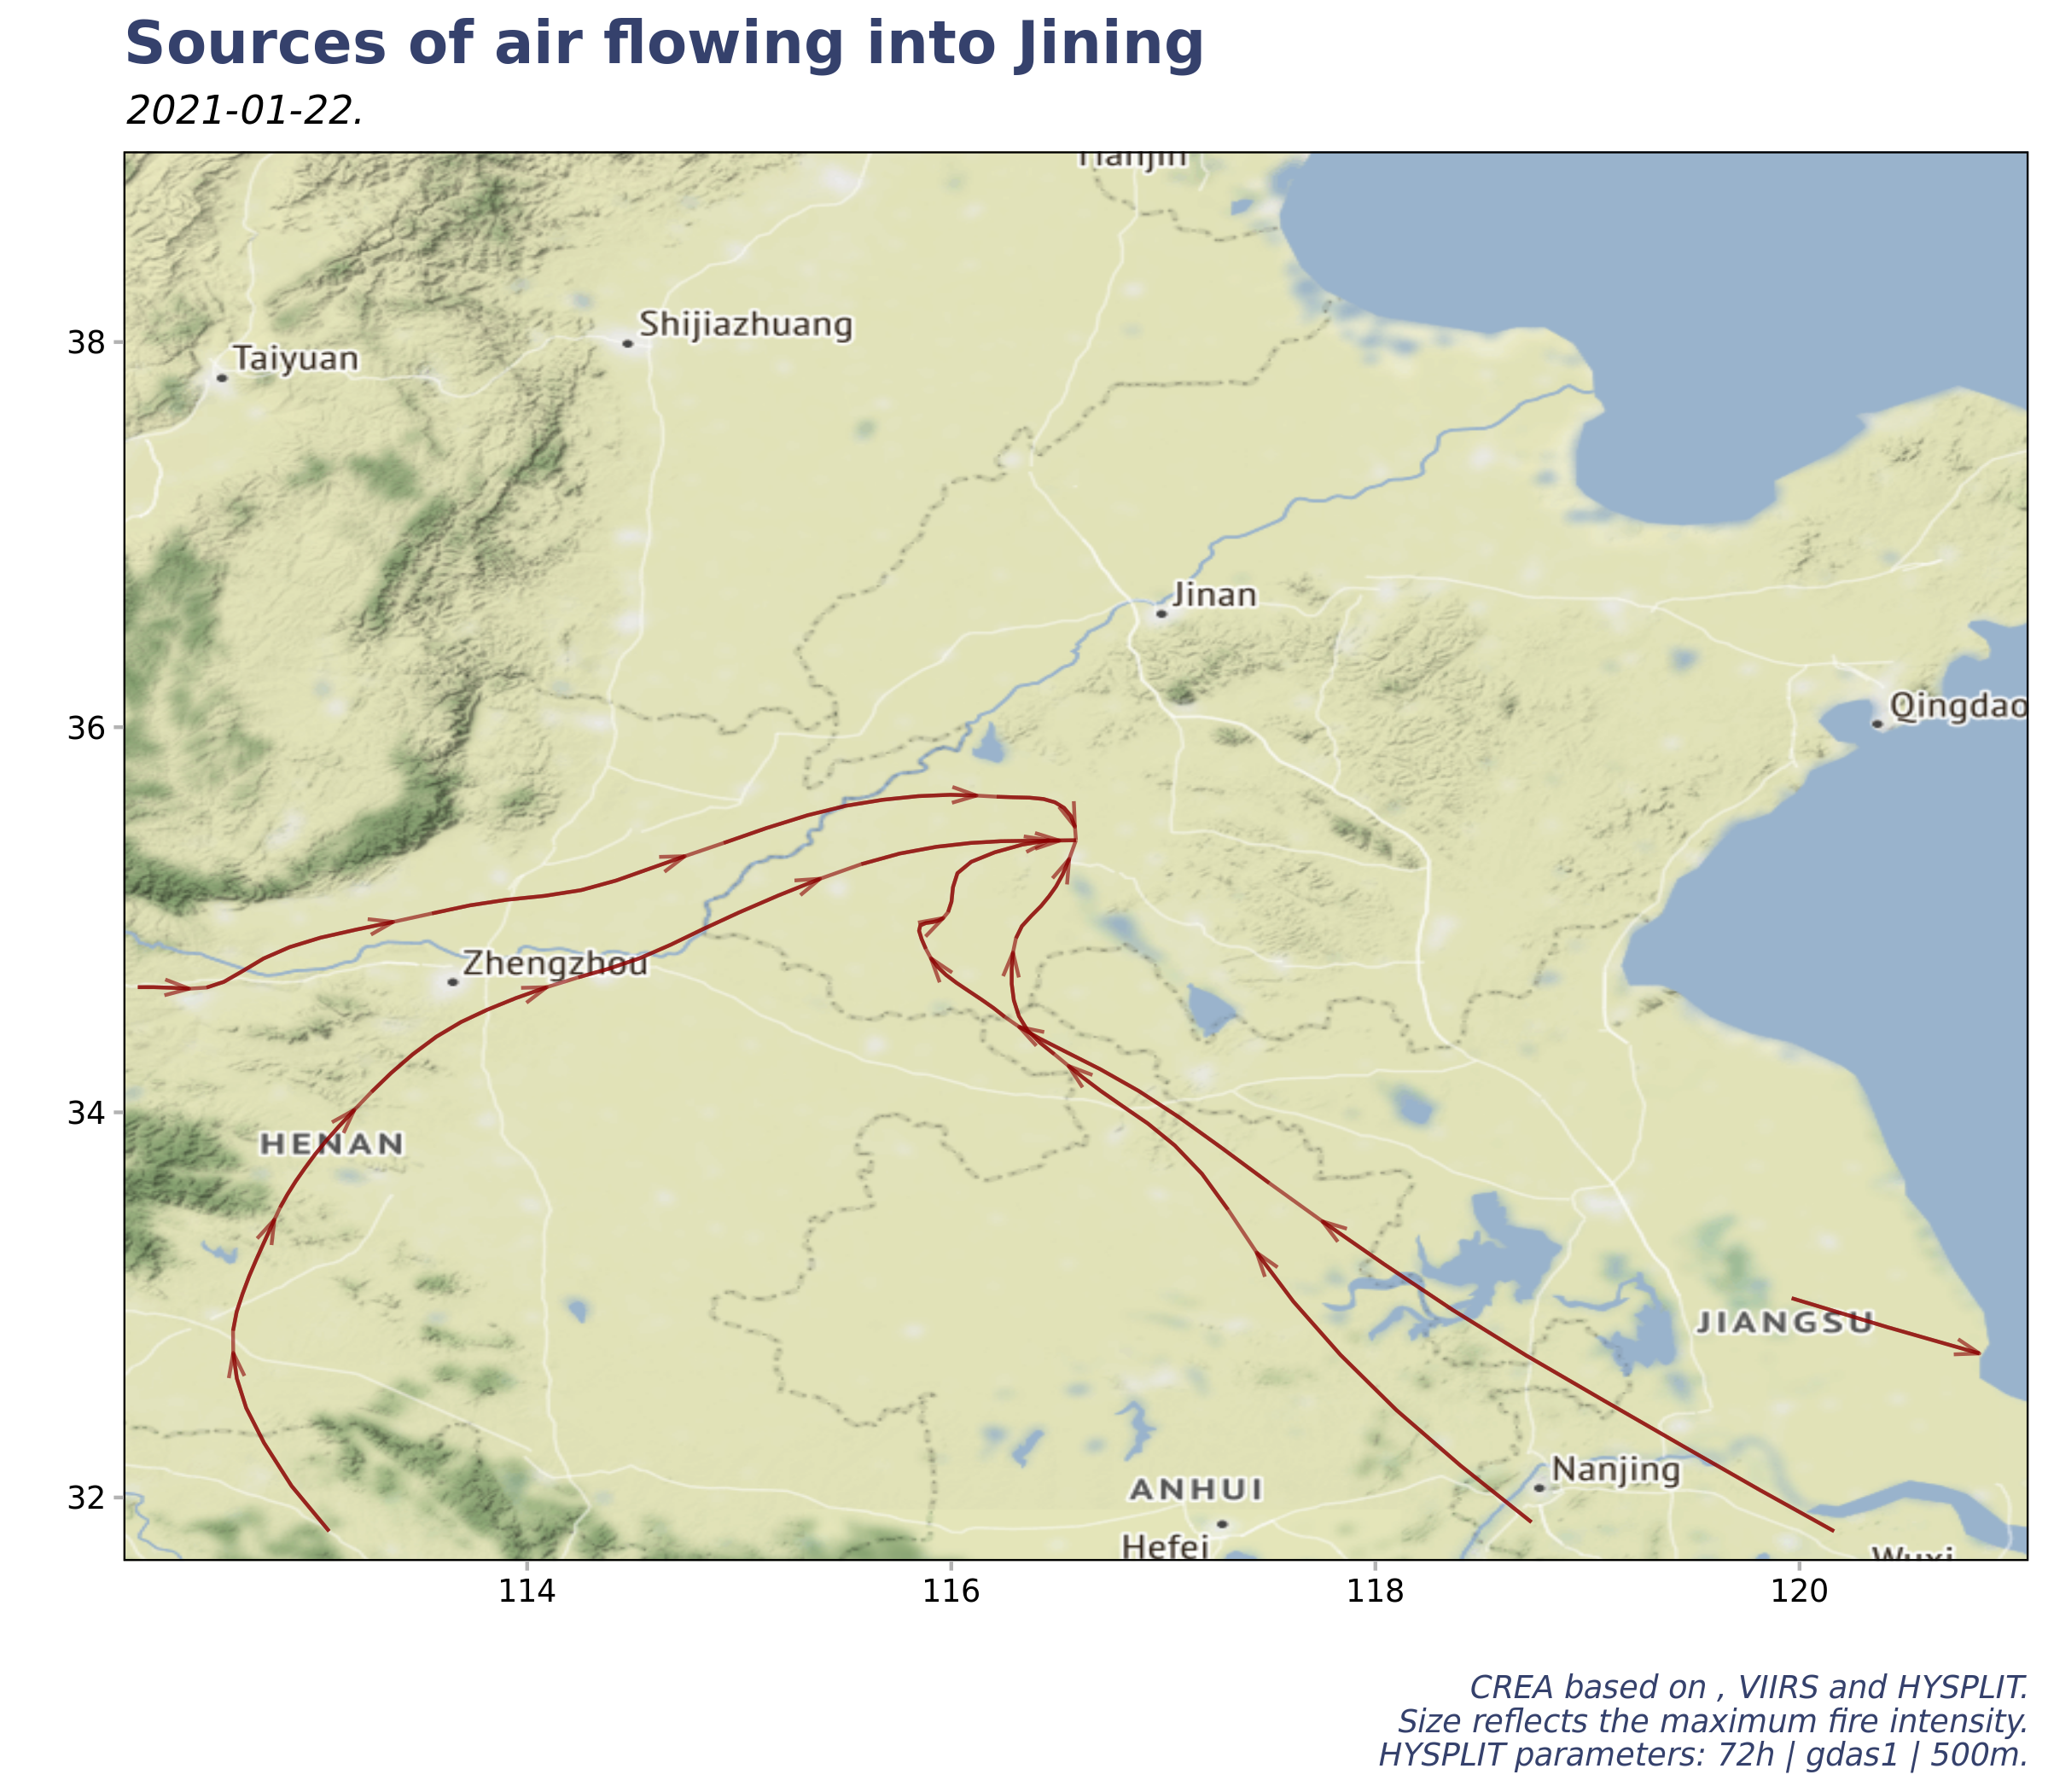 Sources of air flowing into Jining
2021-01-22.
Tianjin
38
Shijiazhuang
Taiyuan
Jinan
36
Qingdao
Zhengzhou
34
HENAN
JIANGSU
32
Nanjing
ANHUI
Hefei
Wuxi
114
116
118
120
CREA based on , VIIRS and HYSPLIT.
Size reflects the maximum fire intensity.
HYSPLIT parameters: 72h | gdas1 | 500m.